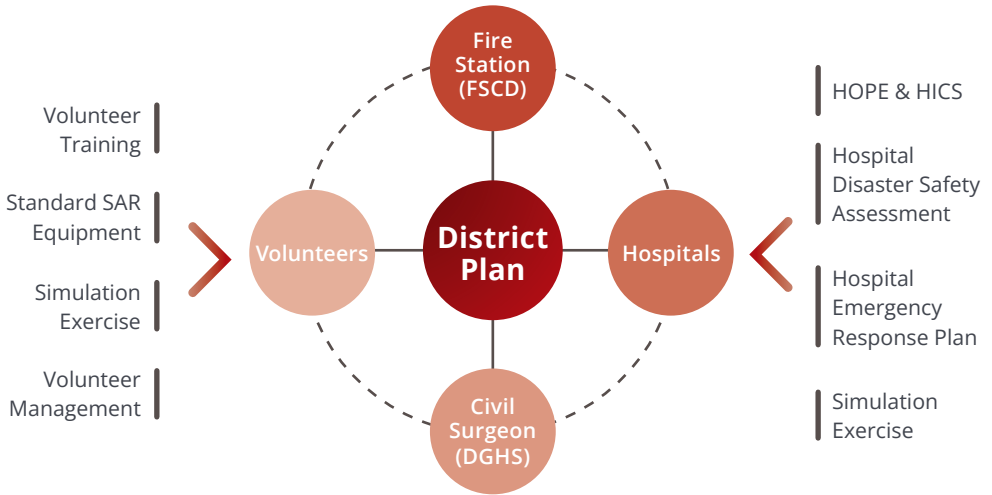 Fire
Station
(FSCD)
Volunteer
Training
Standard SAR
Equipment
Simulation
Exercise
Volunteer
Management
Volunteers
District
Plan
Hospitals
Civil
Surgeon
(DGHS)
HOPE & HICS
Hospital
Disaster Safety
Assessment
Hospital
Emergency
Response Plan
Simulation
Exercise